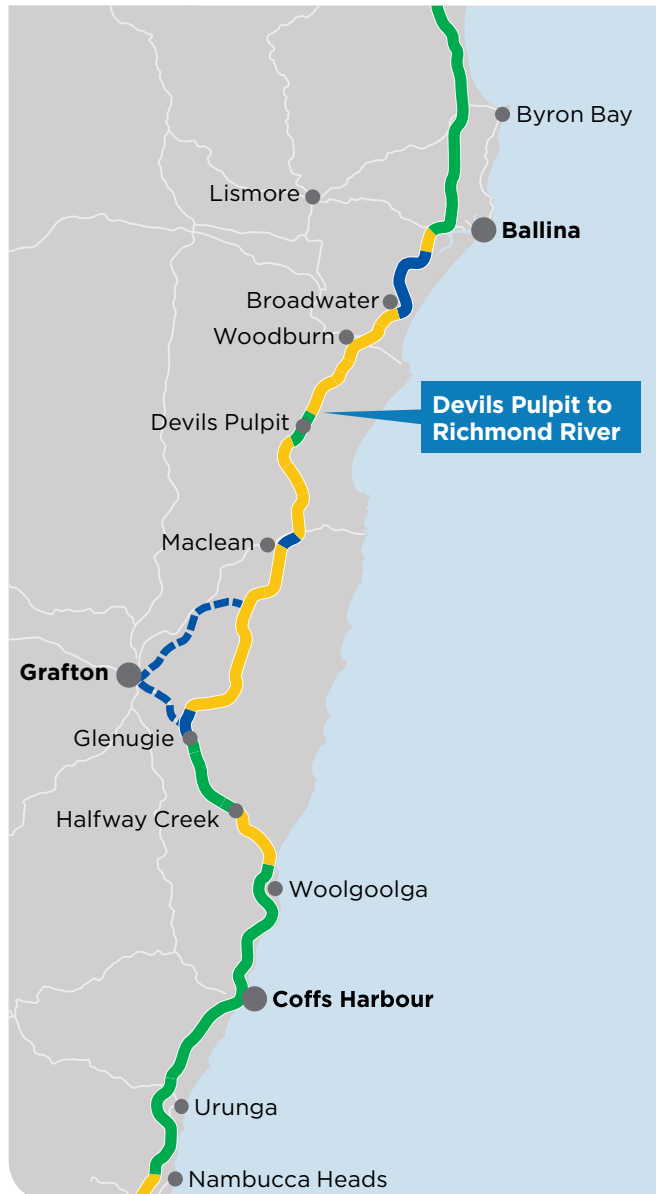 Byron Bay
Lismore
Ballina
Broadwater
Woodburn
Devils Pulpit to
Richmond River
Devils Pulpit
Maclean
Grafton
Glenugie
Halfway Creek
Woolgoolga
Coffs Harbour
Urunga
Nambucca Heads